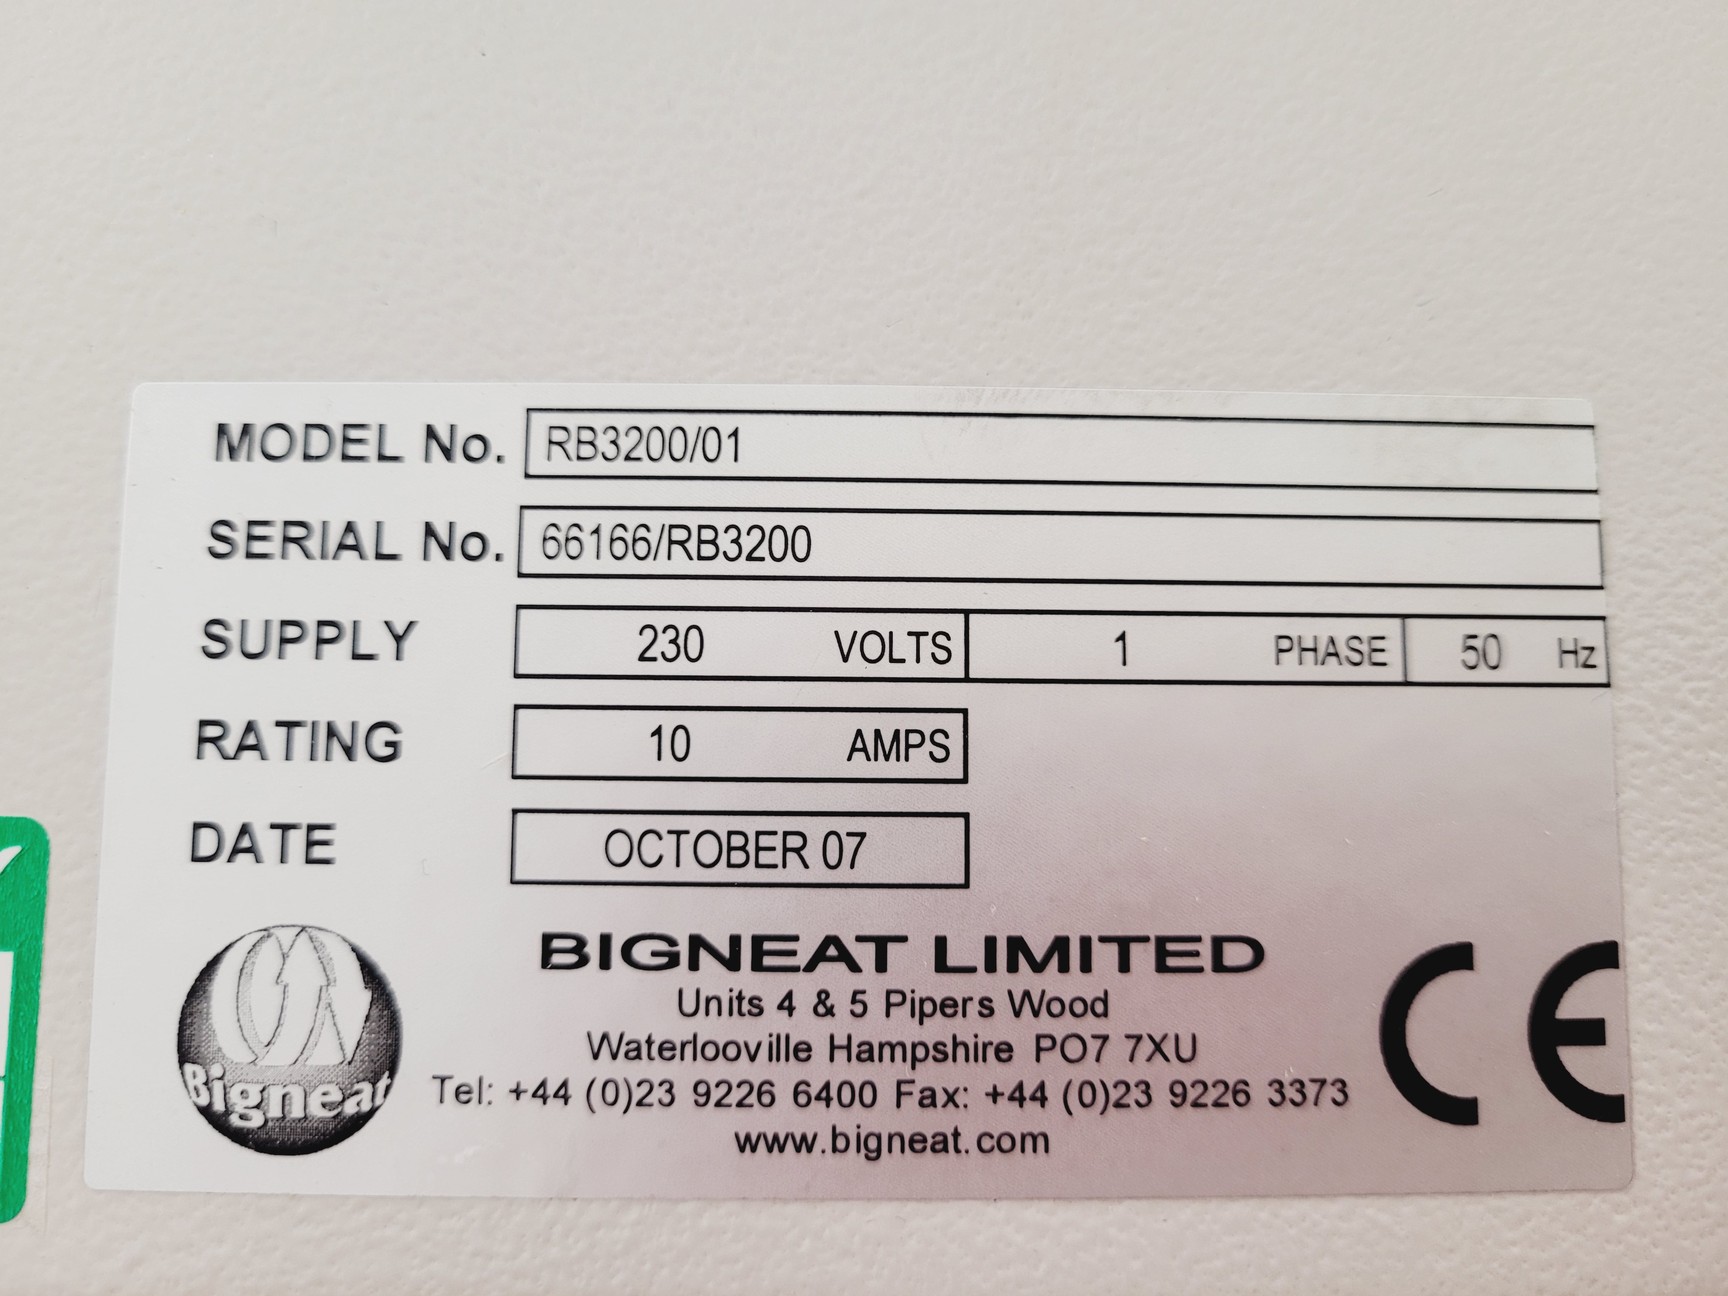 MODEL No. RB3200/01
SERIAL No. 66166/RB3200
SUPPLY 230 VOLTS 1 PHASE 50 Hz
RATING 10 AMPS
DATE OCTOBER 07
Bigneat
BIGNEAT LIMITED
Units 4 & 5 Pipers Wood
Waterlooville Hampshire PO7 7XU
Tel: +44 (0)23 9226 6400 Fax: +44 (0)23 9226 3373
www.bigneat.com
CE